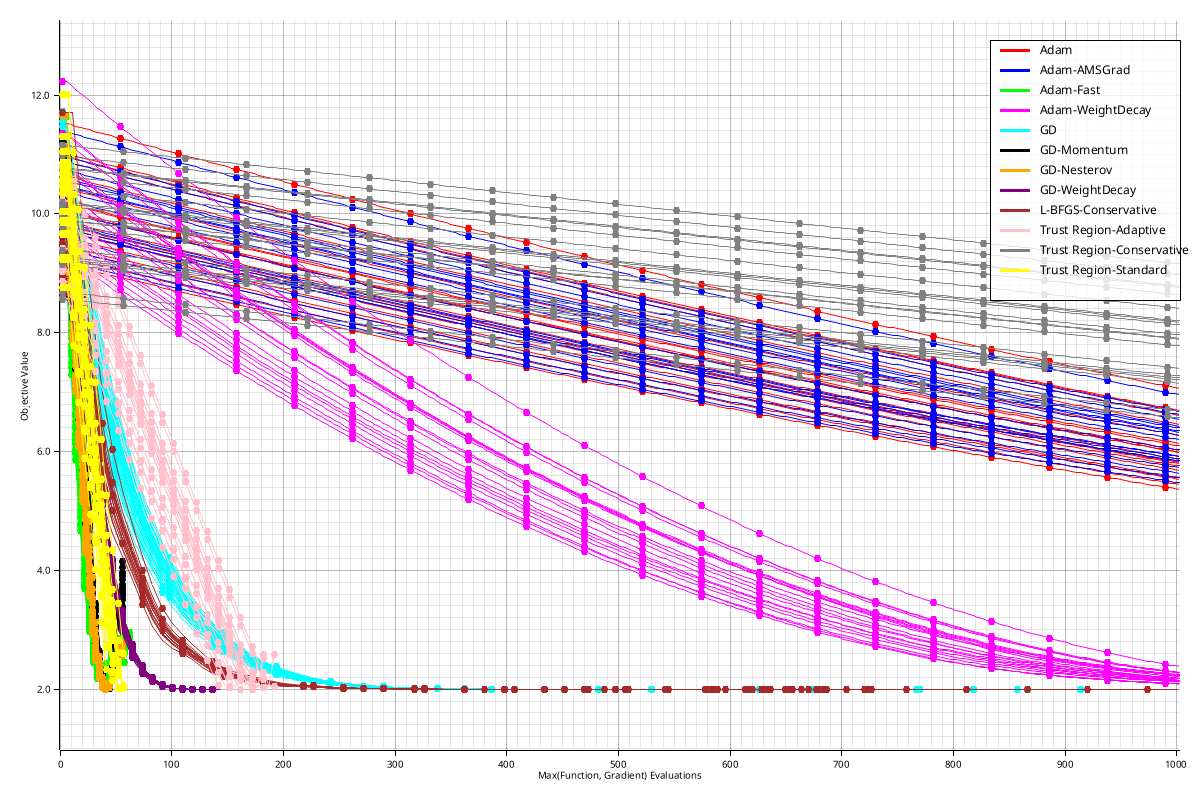 12.0
10.0
8.0
6.0
4.0
2.0
Objective Value
0 100 200 300 400 500 600 700 800 900 1000
Max(Function, Gradient) Evaluations
Adam
Adam-AMSGrad
Adam-Fast
Adam-WeightDecay
GD
GD-Momentum
GD-Nesterov
GD-WeightDecay
L-BFGS-Conservative
Trust Region-Adaptive
Trust Region-Conservative
Trust Region-Standard